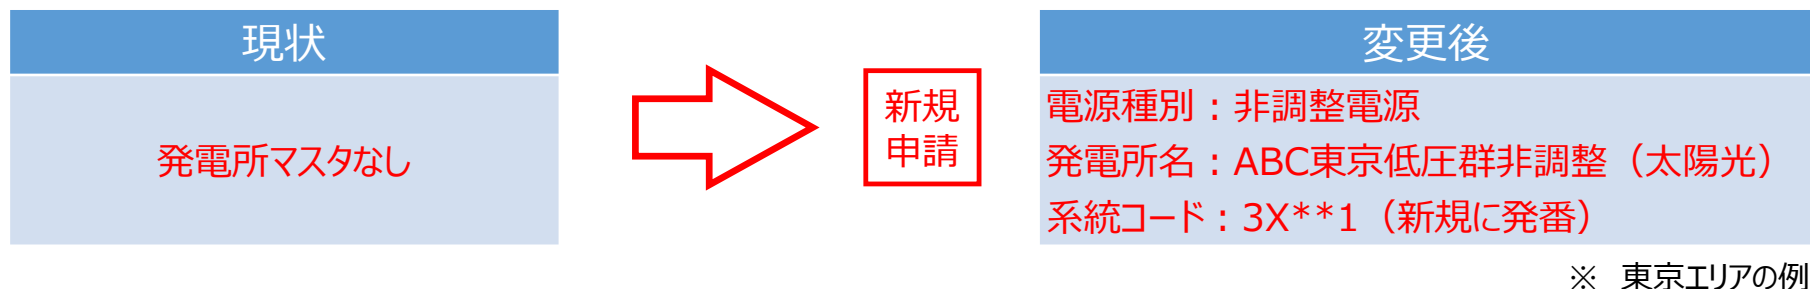 現状
発電所マスタなし
新規
申請
変更後
電源種別：非調整電源
発電所名：ABC東京低圧群非調整（太陽光）
系統コード：3X**1（新規に発番）
※　東京エリアの例